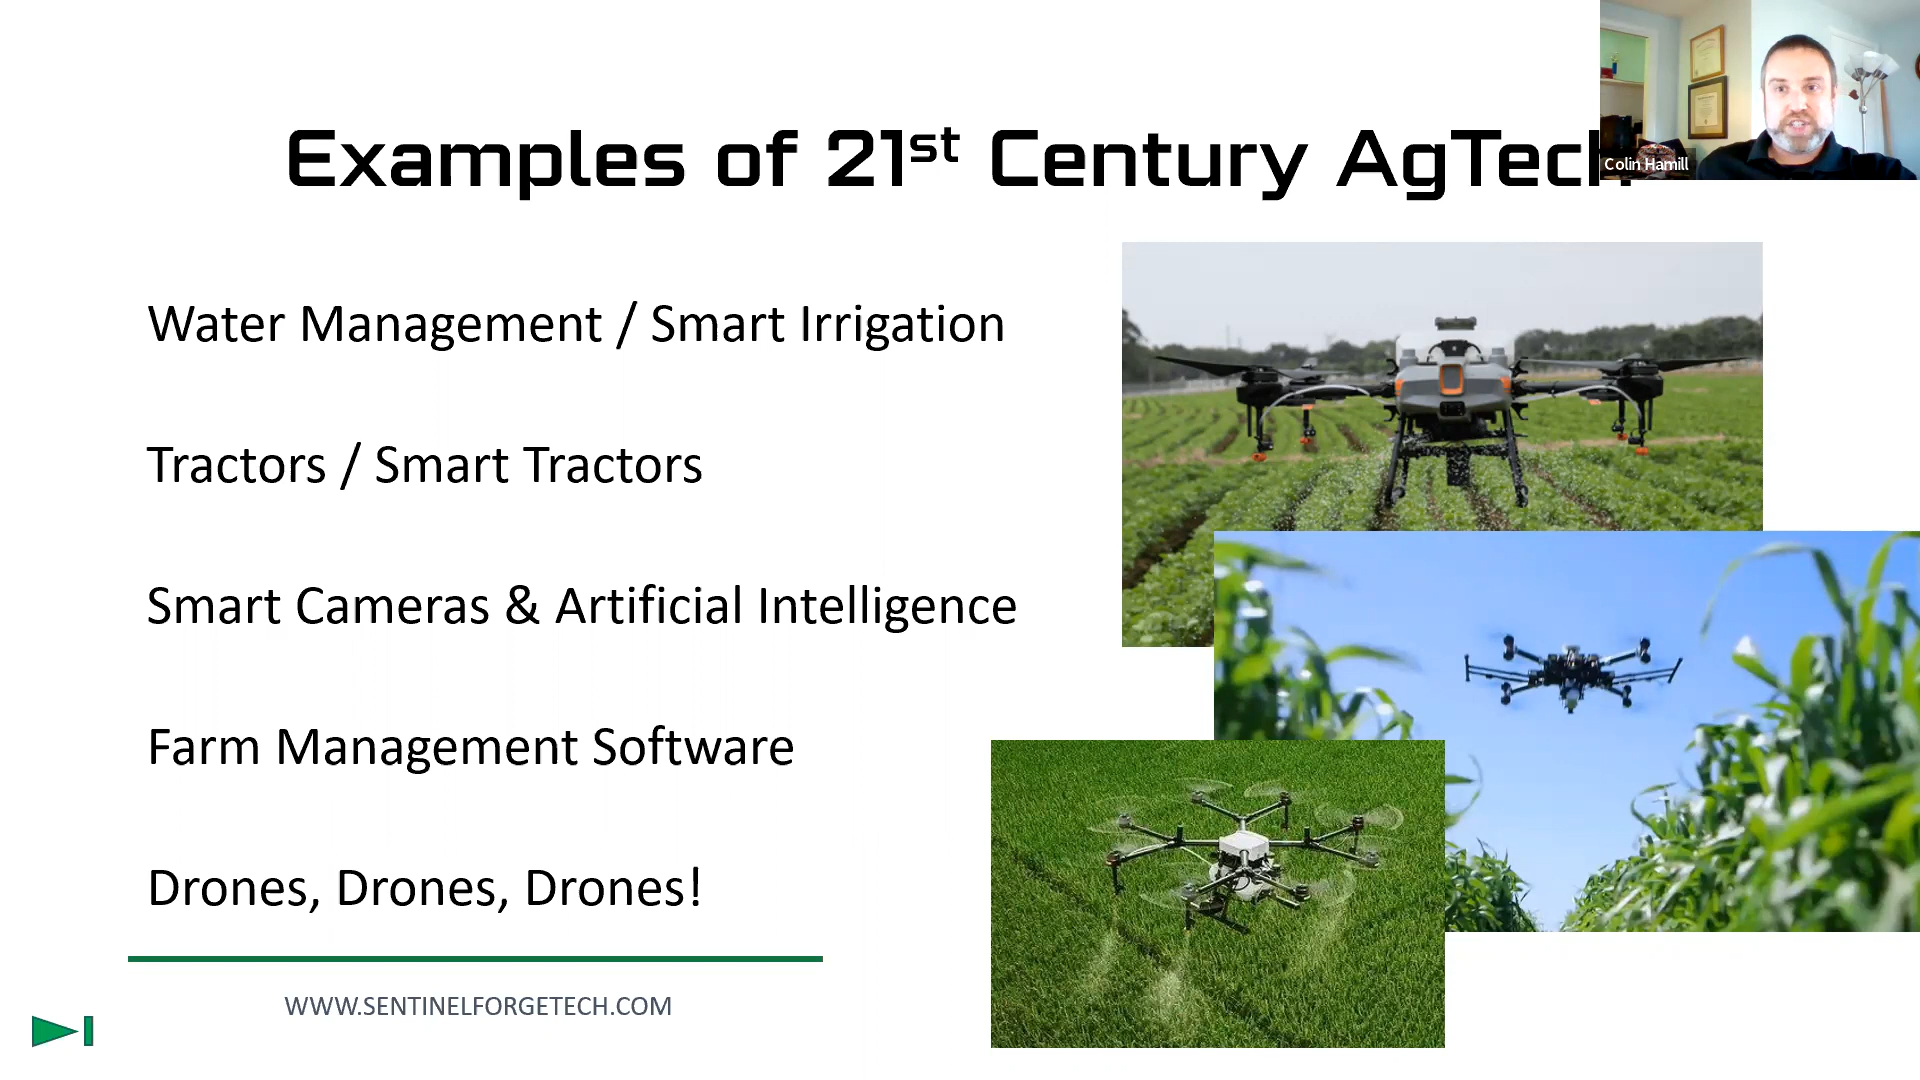 Examples of 21st Century AgTech
Colin Hamill
Water Management / Smart Irrigation
Tractors / Smart Tractors
Smart Cameras & Artificial Intelligence
Farm Management Software
Drones, Drones, Drones!
WWW.SENTINELFORGETECH.COM